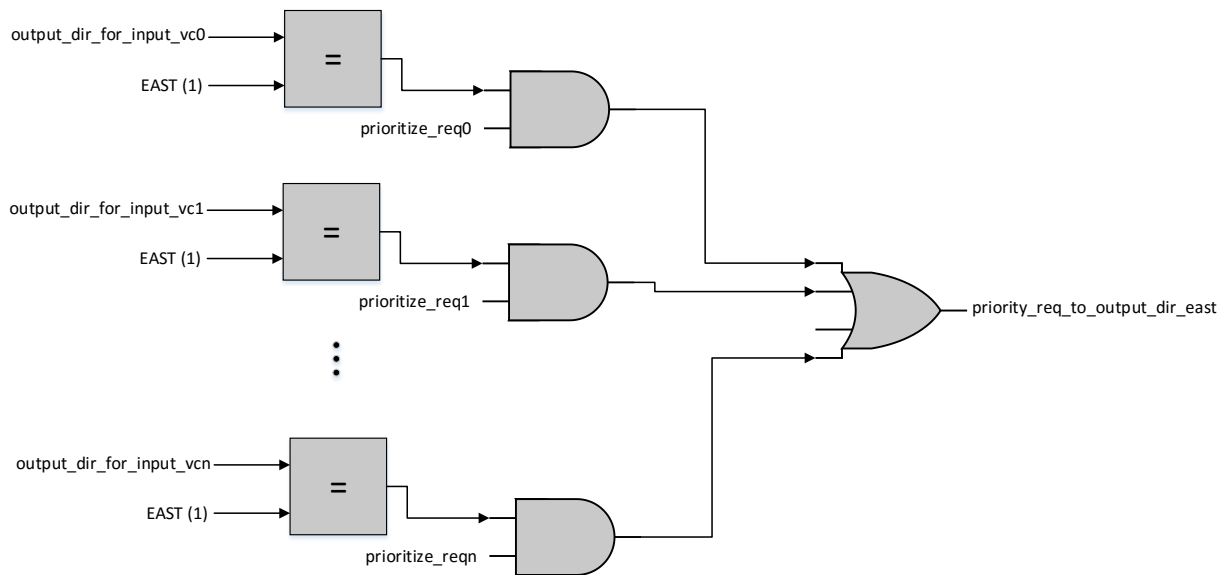 output_dir_for_input_vc0
=
EAST (1)
prioritize_req0
output_dir_for_input_vc1
=
EAST (1)
prioritize_req1
priority_req_to_output_dir_east
output_dir_for_input_vcn
=
EAST (1)
prioritize_reqn